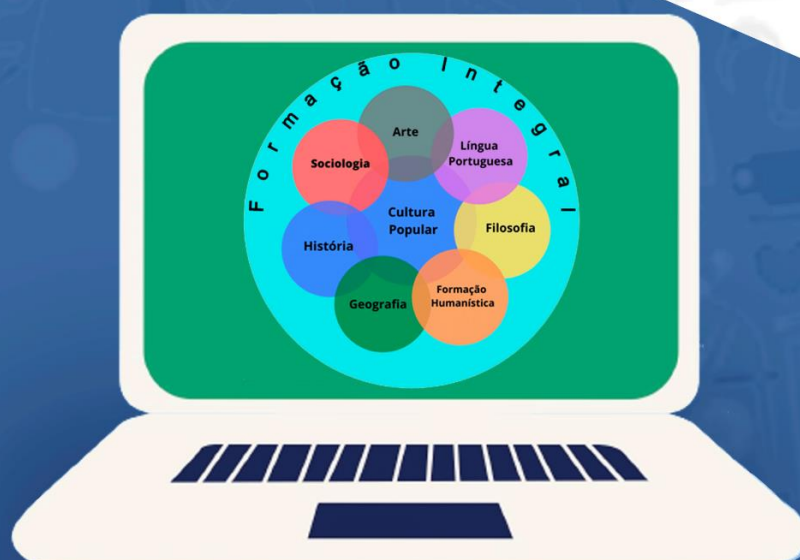 Formação Integral
Arte
Língua
Portuguesa
Sociologia
Cultura
Popular
Filosofia
História
Formação
Humanística
Geografia